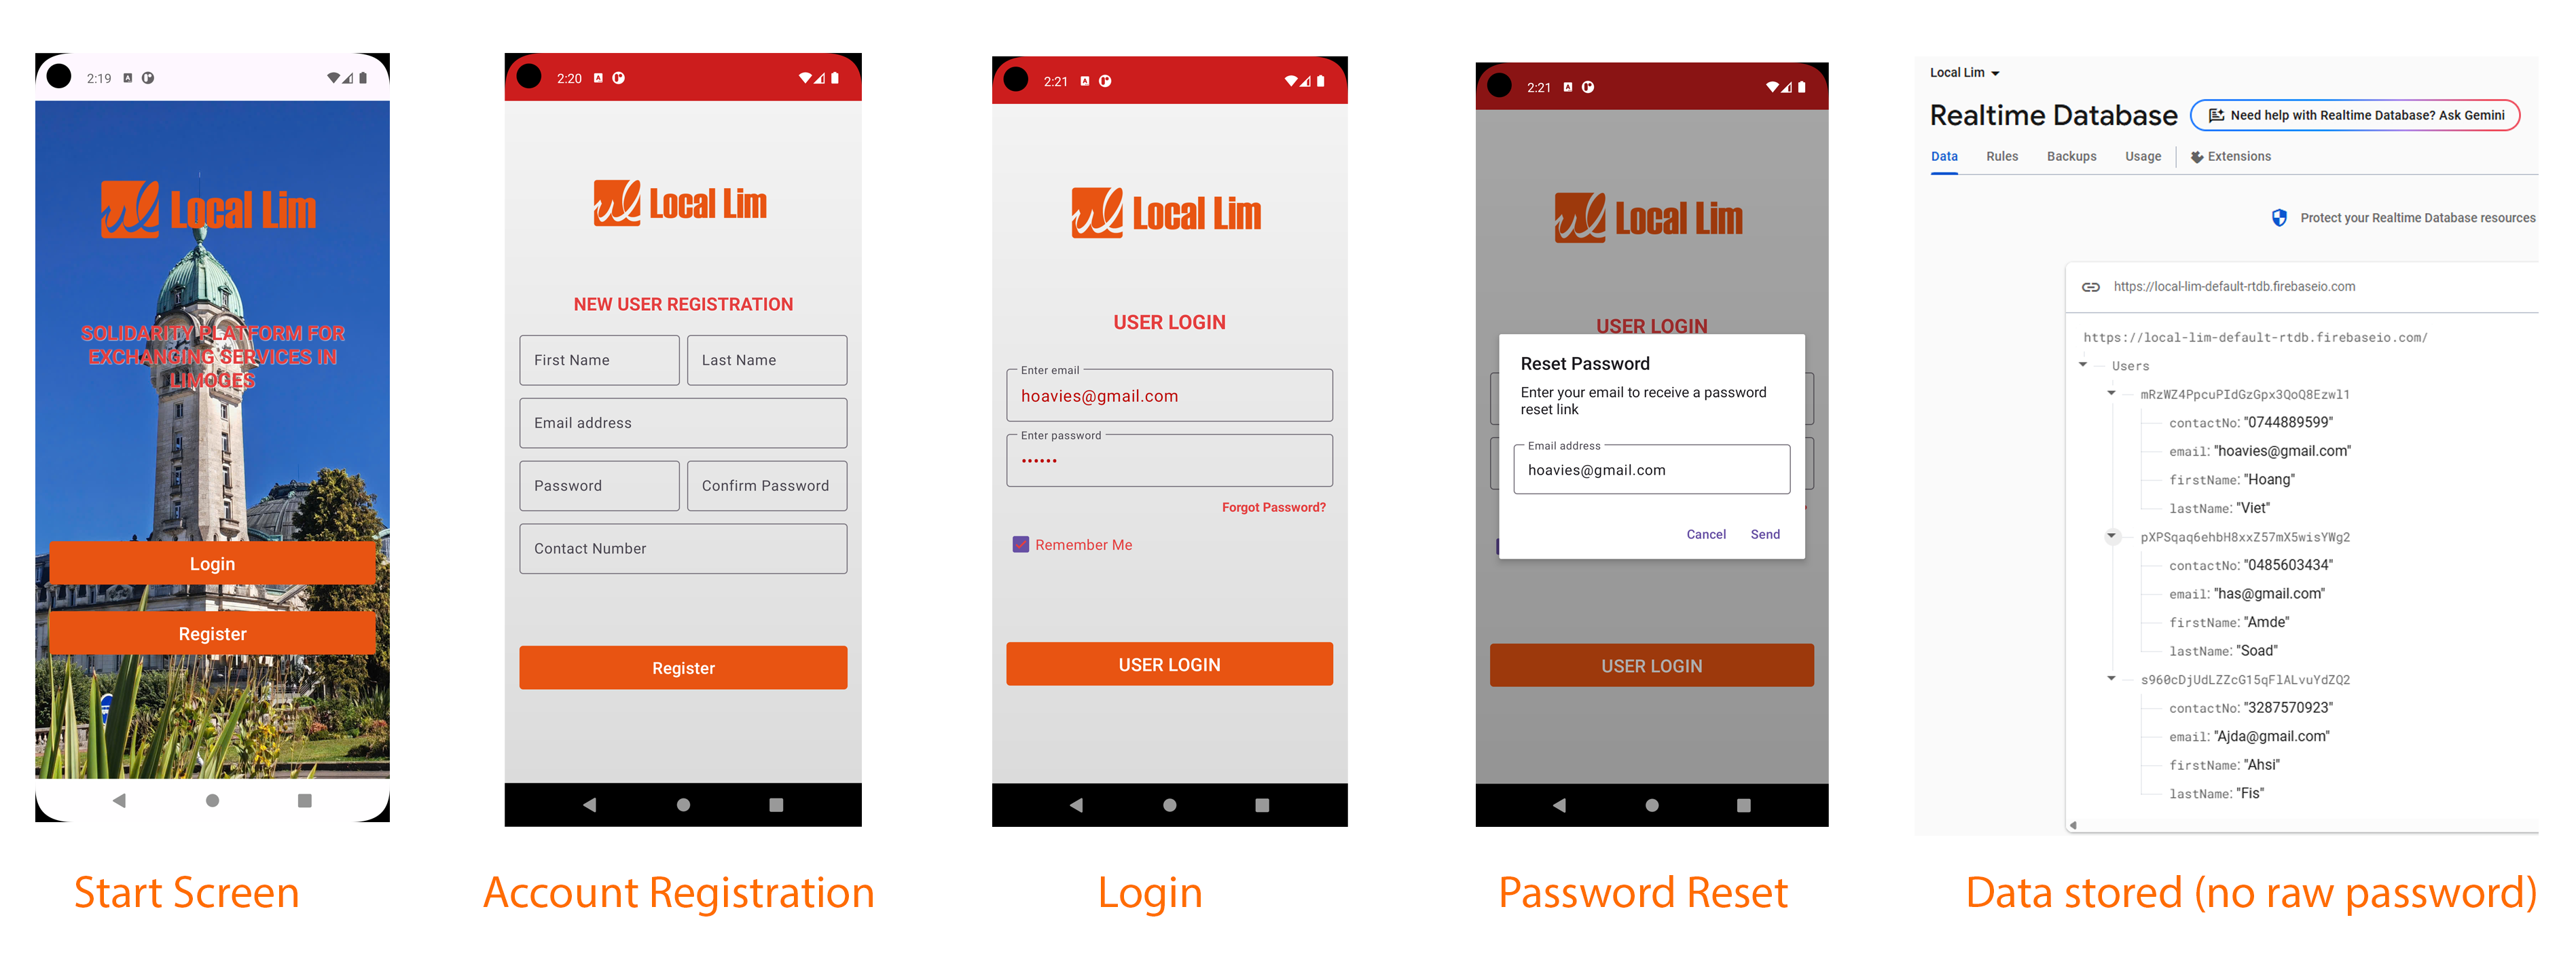 2:19
Local Lim
SOLIDARITY PLATFORM FOR
EXCHANGING SERVICES IN
LIMOGES
Login
Register
Start Screen
2:20
Local Lim
NEW USER REGISTRATION
First Name
Last Name
Email address
Password
Confirm Password
Contact Number
Register
Account Registration
2:21
Local Lim
USER LOGIN
Enter email
hoavies@gmail.com
Enter password
••••••
Forgot Password?
Remember Me
USER LOGIN
Login
2:21
Local Lim
USER LOGIN
Reset Password
Enter your email to receive a password
reset link
Email address
hoavies@gmail.com
Cancel
Send
USER LOGIN
Password Reset
Local Lim
Realtime Database
Need help with Realtime Database? Ask Gemini
Data
Rules
Backups
Usage
Extensions
Protect your Realtime Database resources
https://local-lim-default-rtdb.firebaseio.com
https://local-lim-default-rtdb.firebaseio.com/
Users
mRzWZ4PpcuPIdGzGpx3QoQ8Ezwl1
contactNo: "0744889599"
email: "hoavies@gmail.com"
firstName: "Hoang"
lastName: "Viet"
pXPSqaq6ehbH8xxZ57mX5wisYWg2
contactNo: "0485603434"
email: "has@gmail.com"
firstName: "Amde"
lastName: "Soad"
s960cDjUdLZZcG15qFlALvuYdZQ2
contactNo: "3287570923"
email: "Ajda@gmail.com"
firstName: "Ahsi"
lastName: "Fis"
Data stored (no raw password)